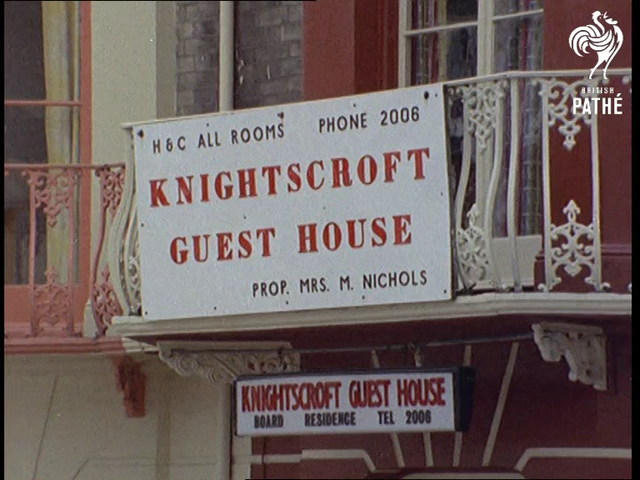 BRITISH
PATHÉ
H&C ALL ROOMS PHONE 2006
KNIGHTSCROFT
GUEST HOUSE
PROP. MRS. M. NICHOLS
KNIGHTSCROFT GUEST HOUSE
BOARD RESIDENCE TEL 2006